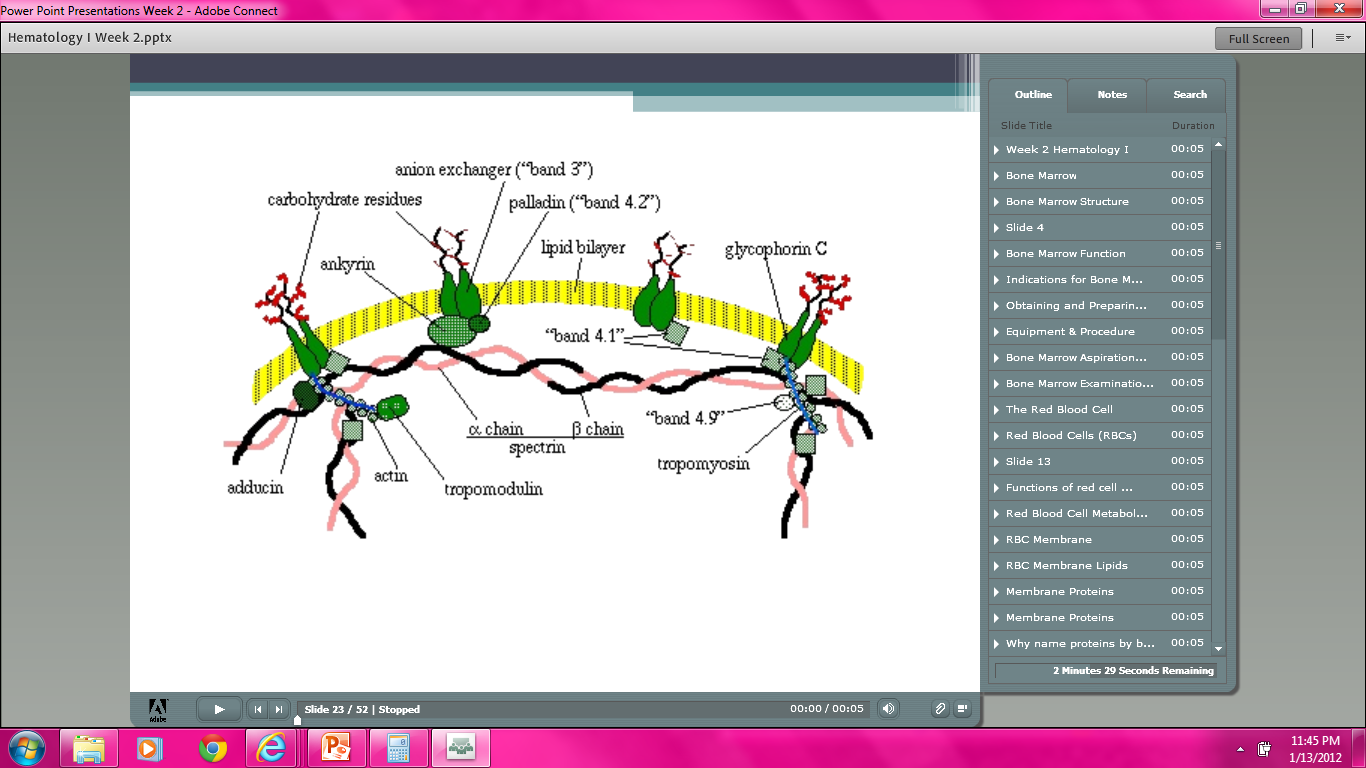 Power Point Presentations Week 2 - Adobe Connect
Hematology I Week 2.pptx
Full Screen
anion exchanger (“band 3”)
carbohydrate residues
palladin (“band 4.2”)
lipid bilayer
glycophorin C
ankyrin
“band 4.1”
“band 4.9”
α chain
β chain
spectrin
tropomyosin
actin
adducin
tropomodulin
Outline Notes Search
Slide Title Duration
Week 2 Hematology I 00:05
Bone Marrow 00:05
Bone Marrow Structure 00:05
Slide 4 00:05
Bone Marrow Function 00:05
Indications for Bone M... 00:05
Obtaining and Preparin... 00:05
Equipment & Procedure 00:05
Bone Marrow Aspiration... 00:05
Bone Marrow Examinatio... 00:05
The Red Blood Cell 00:05
Red Blood Cells (RBCs) 00:05
Slide 13 00:05
Functions of red cell ... 00:05
Red Blood Cell Metabol... 00:05
RBC Membrane 00:05
RBC Membrane Lipids 00:05
Membrane Proteins 00:05
Membrane Proteins 00:05
Why name proteins by b... 00:05
2 Minutes 29 Seconds Remaining
Adobe
Slide 23 / 52 | Stopped
00:00 / 00:05
11:45 PM
1/13/2012